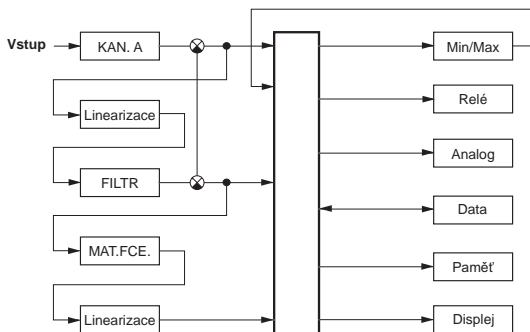 Vstup
KAN. A
Min/Max
Linearizace
Relé
FILTR
Analog
MAT.FCE.
Data
Paměť
Linearizace
Displej